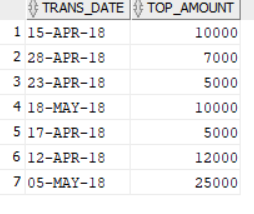 TRANS_DATE TOP_AMOUNT
1 15-APR-18 10000
2 28-APR-18 7000
3 23-APR-18 5000
4 18-MAY-18 10000
5 17-APR-18 5000
6 12-APR-18 12000
7 05-MAY-18 25000